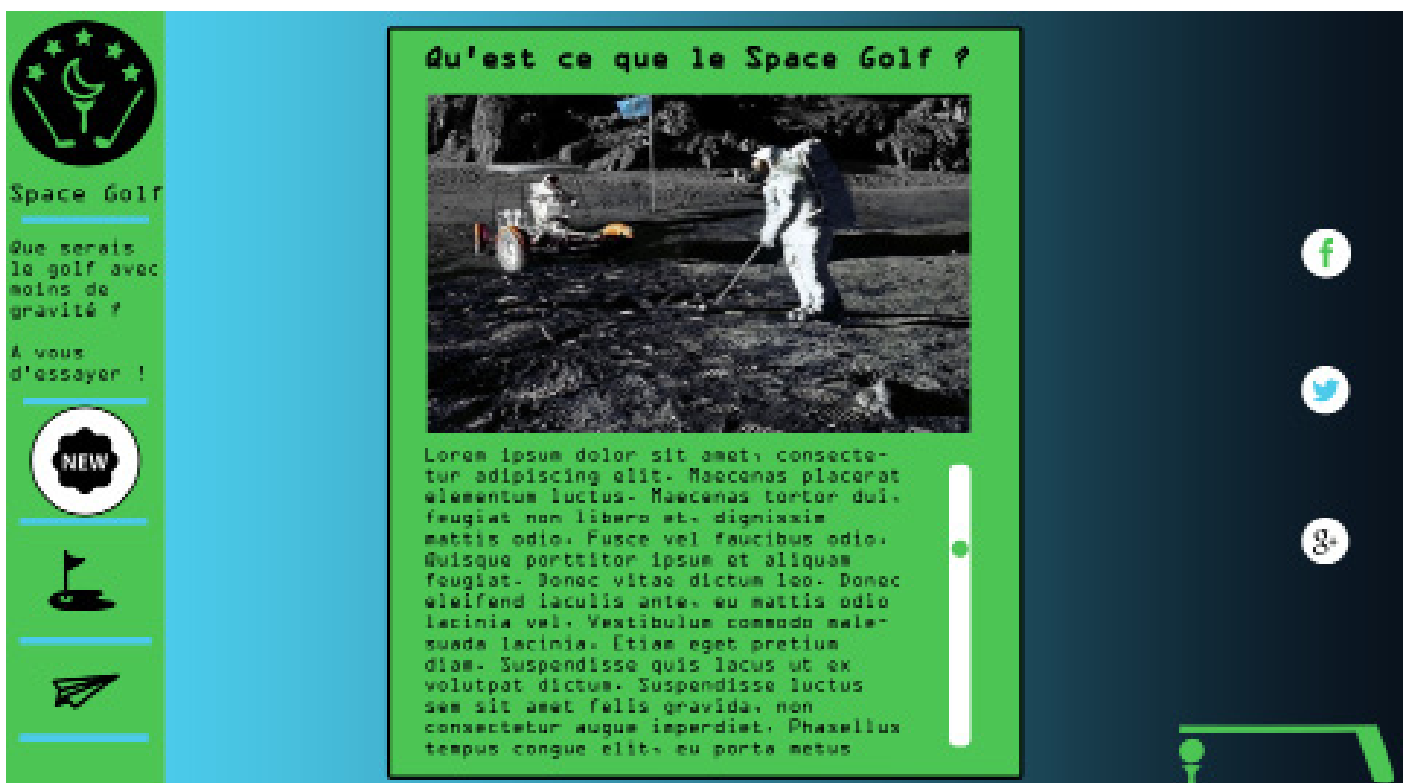 Space Golf
Que serais
le golf avec
moins de
gravité ?
A vous
d'essayer !
NEW
Qu'est ce que le Space Golf ?
Lorem ipsum dolor sit amet, consecte-
tur adipiscing elit. Maecenas placerat
elementum luctus. Maecenas tortor dui,
feugiat non libero et, dignissim
mattis odio. Fusce vel faucibus odio.
Quisque porttitor ipsum et aliquam
feugiat. Donec vitae dictum leo. Donec
eleifend iaculis ante, eu mattis odio
lacinia vel. Vestibulum commodo male-
suada lacinia. Etiam eget pretium
diam. Suspendisse quis lacus ut ex
volutpat dictum. Suspendisse luctus
sem sit amet felis gravida, non
consectetur augue imperdiet. Phasellus
tempus congue elit, eu porta metus
f
g+